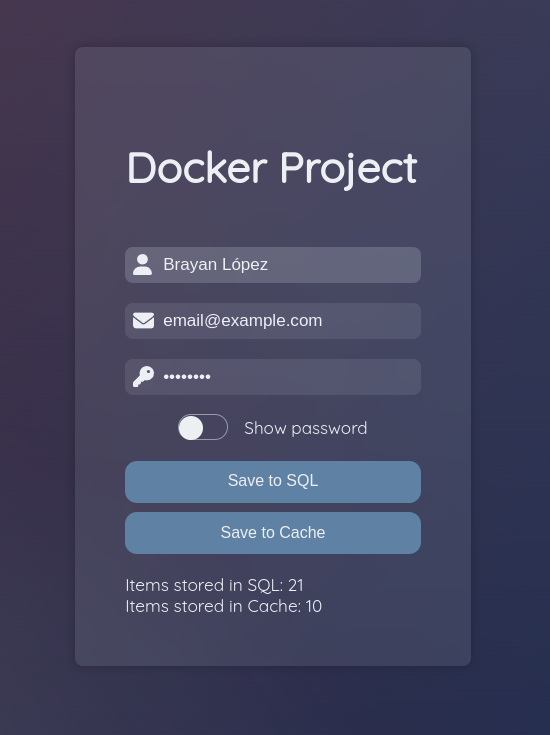 Docker Project
Brayan López
email@example.com
••••••••
Show password
Save to SQL
Save to Cache
Items stored in SQL: 21
Items stored in Cache: 10